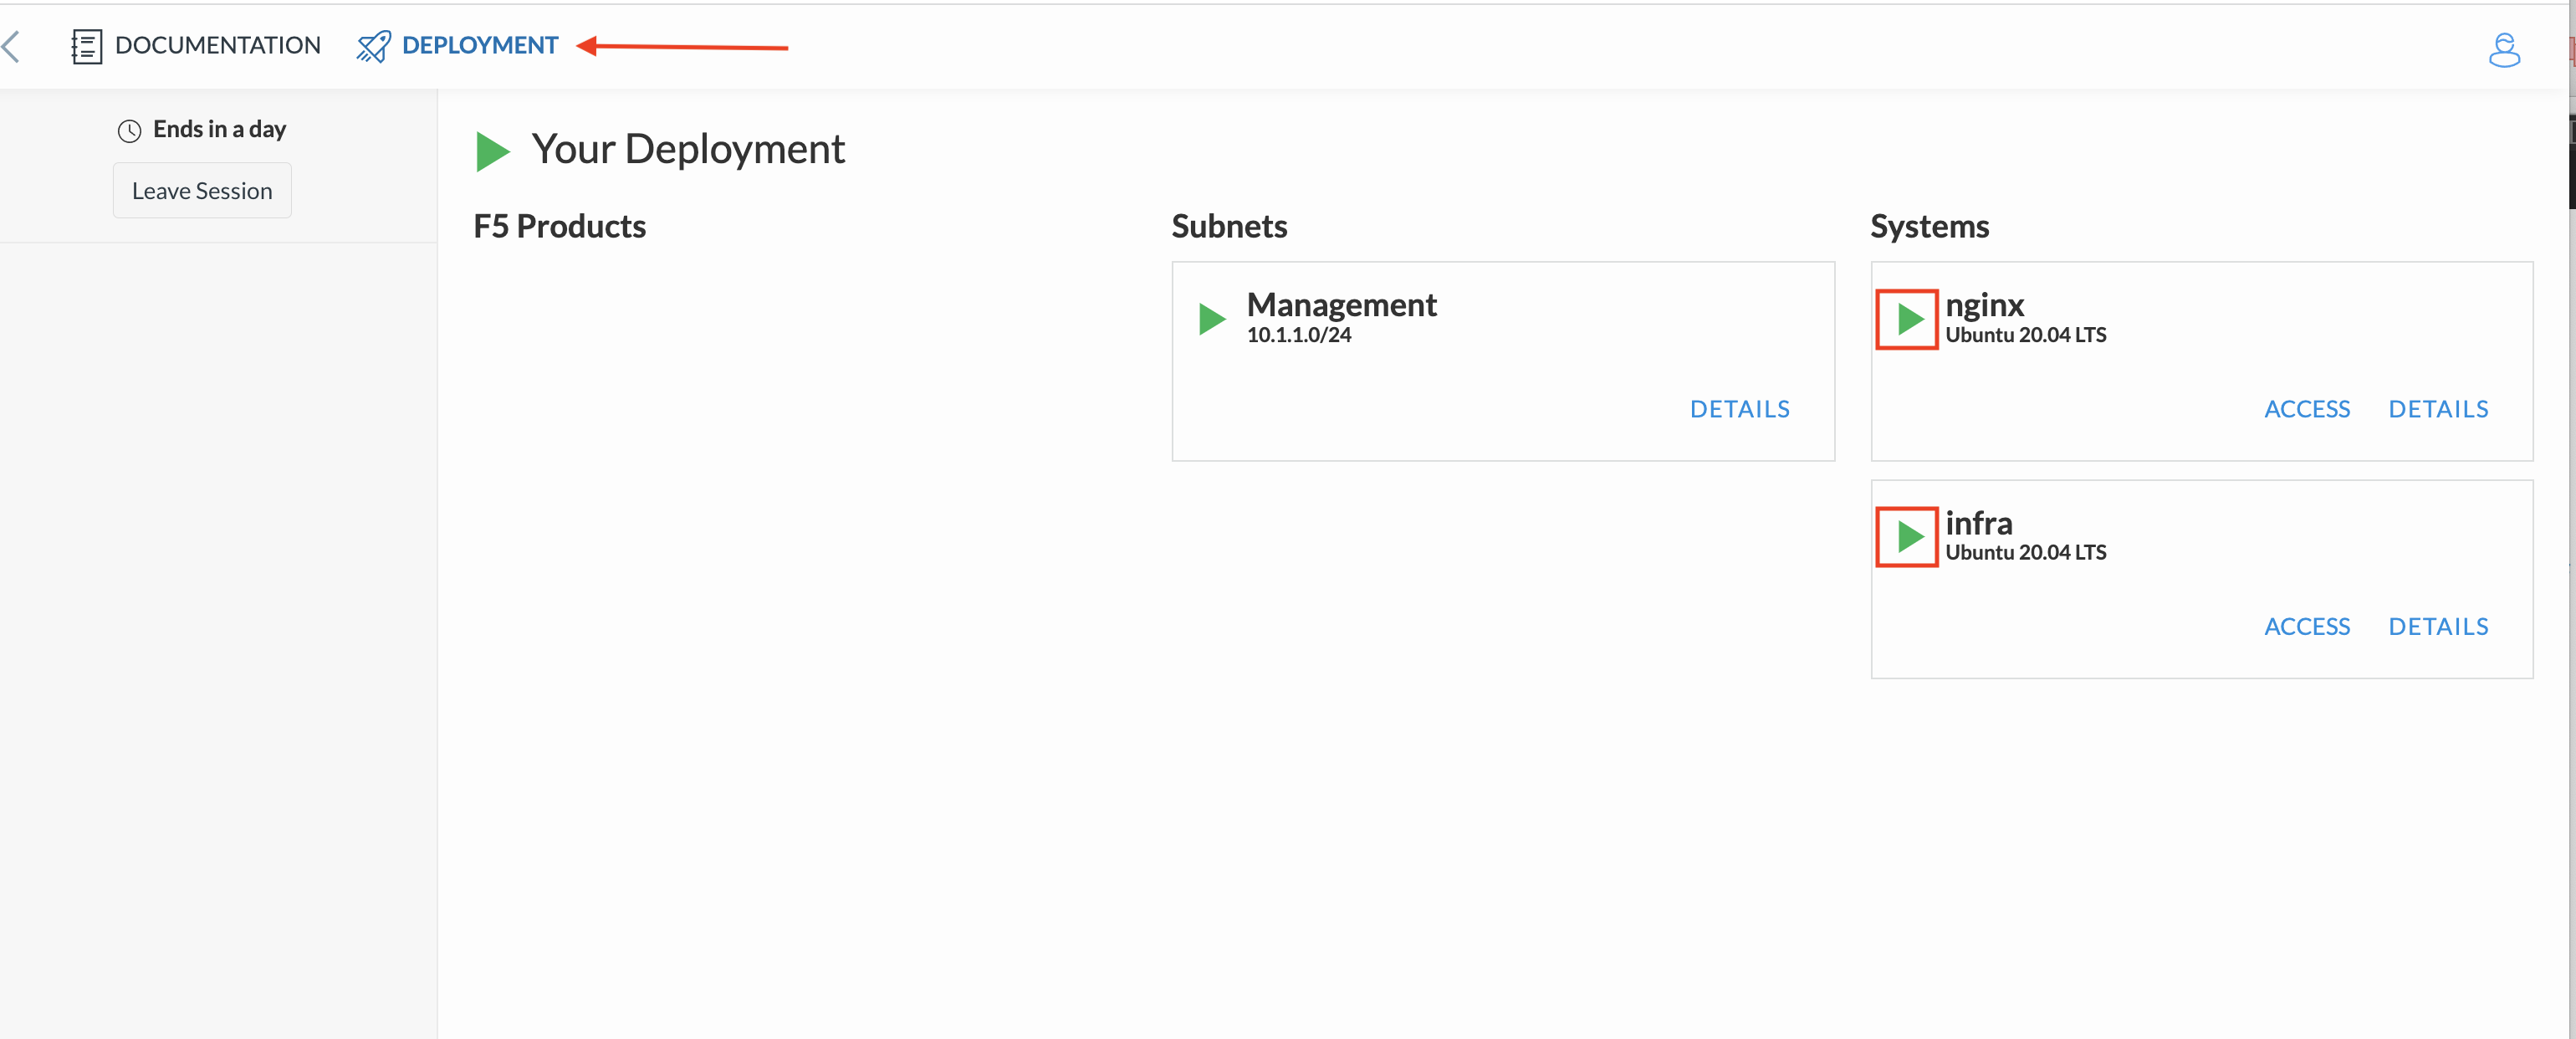 DOCUMENTATION
DEPLOYMENT
Ends in a day
Leave Session
Your Deployment
F5 Products
Subnets
Management
10.1.1.0/24
DETAILS
Systems
nginx
Ubuntu 20.04 LTS
ACCESS DETAILS
infra
Ubuntu 20.04 LTS
ACCESS DETAILS